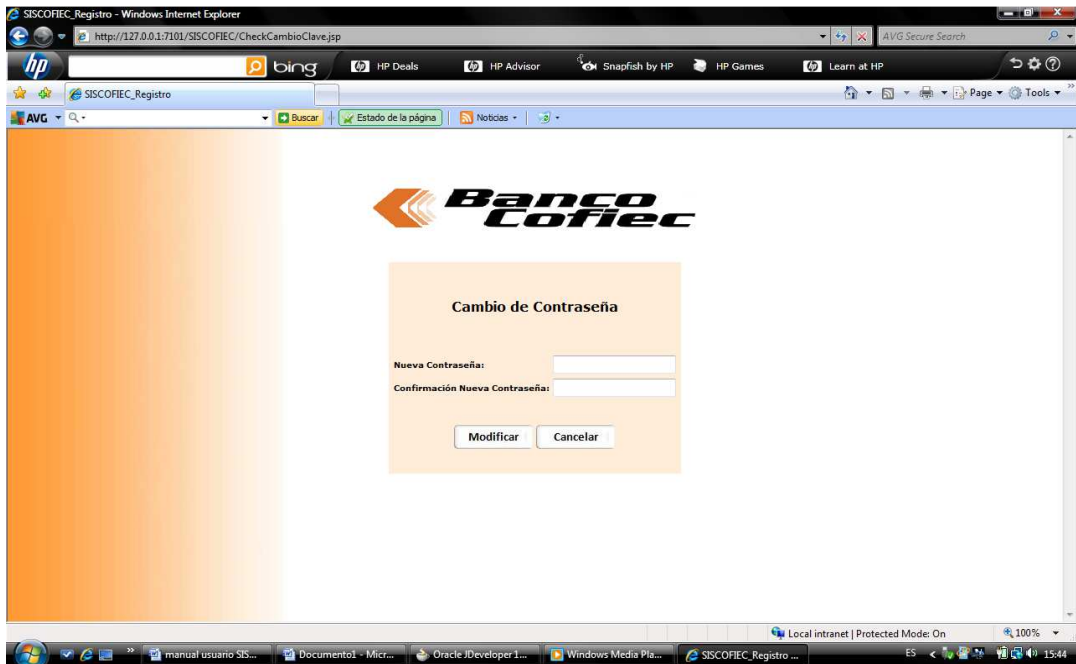 SISCOFIEC_Registro - Windows Internet Explorer
http://127.0.0.1:7101/SISCOFIEC/CheckCambioClave.jsp
AVG Secure Search
hp
bing
HP Deals
HP Advisor
Snapfish by HP
HP Games
Learn at HP
SISCOFIEC_Registro
Page
Tools
AVG
Buscar
Estado de la página
Noticias
Banco
Cofiec
Cambio de Contraseña
Nueva Contraseña:
Confirmación Nueva Contraseña:
Modificar
Cancelar
Local intranet | Protected Mode: On
100%
manual usuario SIS...
Documento1 - Micr...
Oracle JDeveloper 1...
Windows Media Pla...
SISCOFIEC_Registro ...
ES
15:44